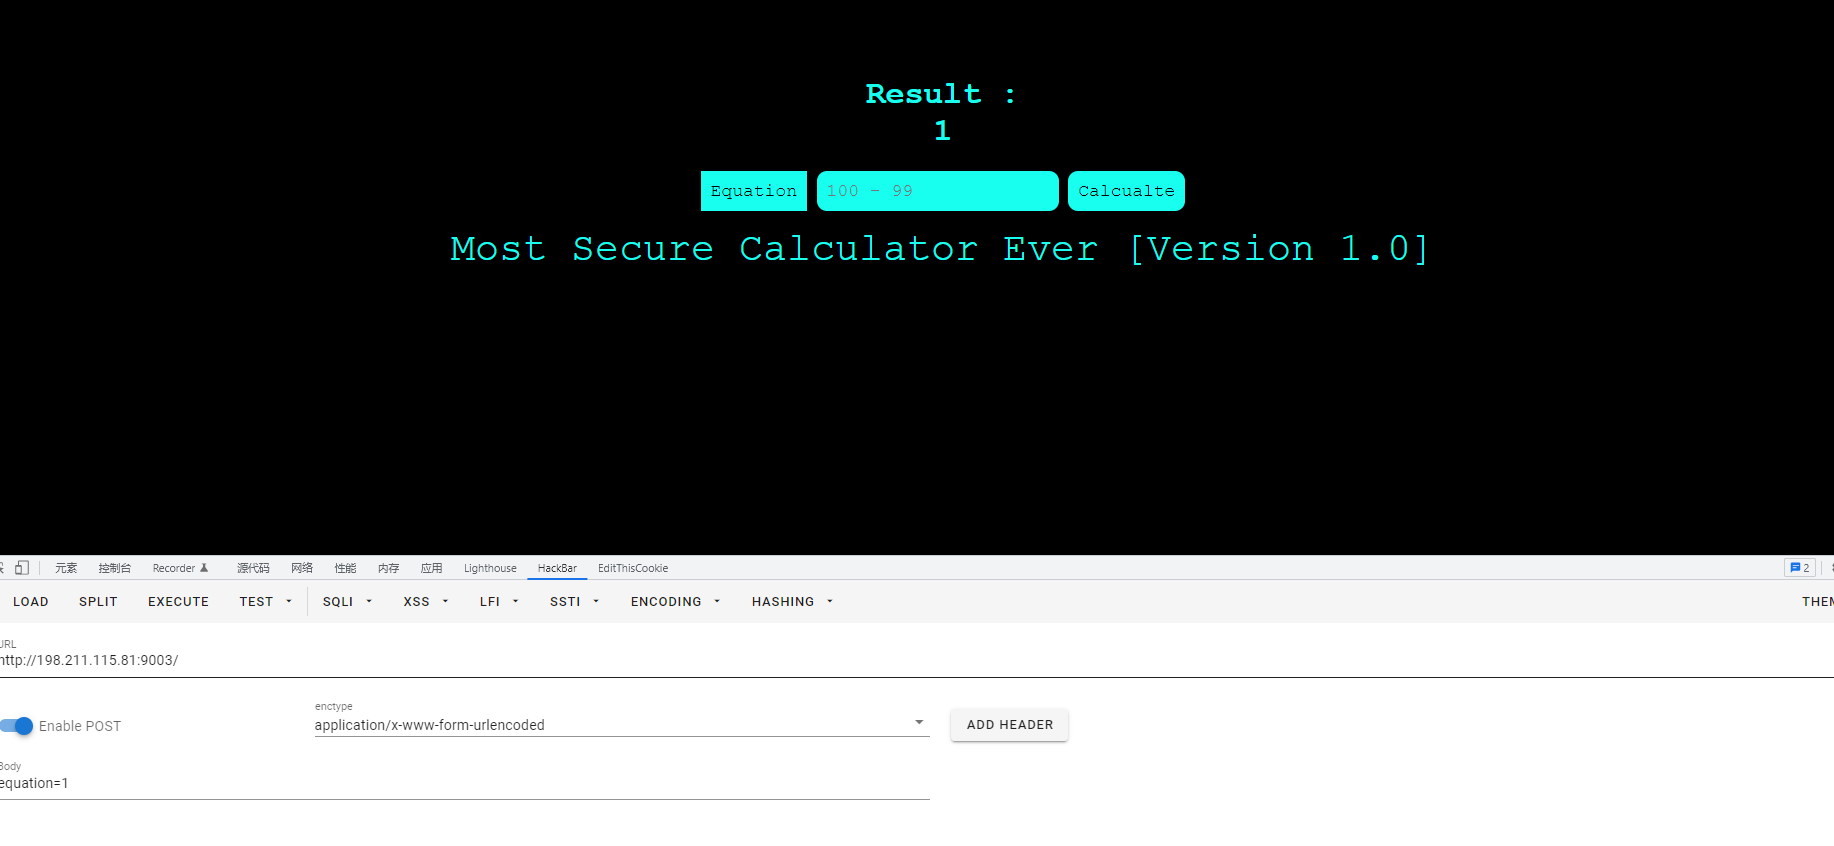 Result :
1
Equation 100 - 99 Calcualte
Most Secure Calculator Ever [Version 1.0]
元素 控制台 Recorder 源代码 网络 性能 内存 应用 Lighthouse HackBar EditThisCookie 2
LOAD SPLIT EXECUTE TEST SQLI XSS LFI SSTI ENCODING HASHING THEM
URL
http://198.211.115.81:9003/
enctype
Enable POST application/x-www-form-urlencoded ADD HEADER
Body
equation=1